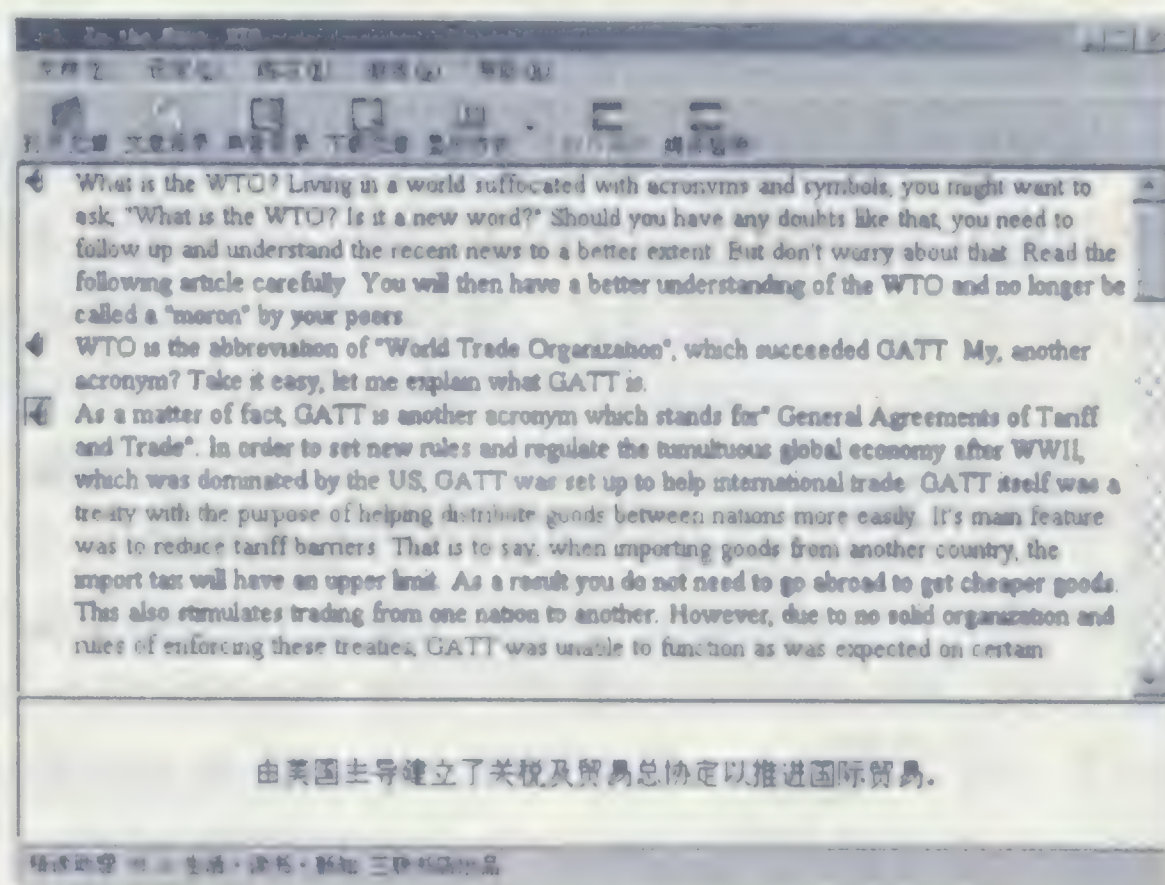 What is the WTO? Living in a world suffocated with acronyms and symbols, you might want to
ask, "What is the WTO? Is it a new word?" Should you have any doubts like that, you need to
follow up and understand the recent news to a better extent. But don't worry about that. Read the
following article carefully. You will then have a better understanding of the WTO and no longer be
called a "moron" by your peers.
WTO is the abbreviation of "World Trade Organization", which succeeded GATT. My, another
acronym? Take it easy, let me explain what GATT is.
As a matter of fact, GATT is another acronym which stands for" General Agreements of Tariff
and Trade". In order to set new rules and regulate the tumultuous global economy after WWII,
which was dominated by the US, GATT was set up to help international trade. GATT itself was a
treaty with the purpose of helping distribute goods between nations more easily. It's main feature
was to reduce tariff barriers. That is to say, when importing goods from another country, the
import tax will have an upper limit. As a result you do not need to go abroad to get cheaper goods.
This also stimulates trading from one nation to another. However, due to no solid organization and
rules of enforcing these treaties, GATT was unable to function as was expected on certain
由美国主导建立了关税及贸易总协定以推进国际贸易。